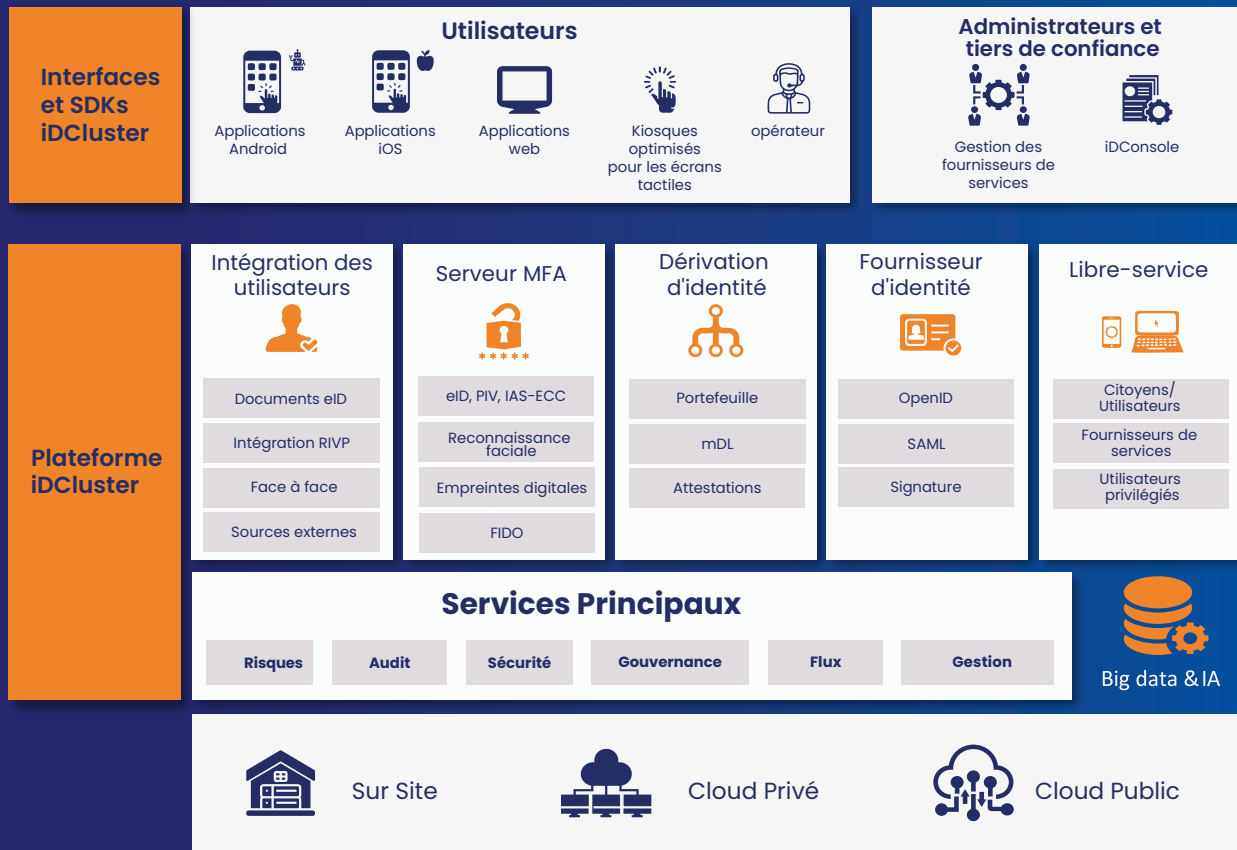 Interfaces
et SDKs
iDCluster
Utilisateurs
Applications
Android
Applications
iOS
Applications
web
Kiosques
optimisés
pour les écrans
tactiles
opérateur
Administrateurs et
tiers de confiance
Gestion des
fournisseurs de
services
iDConsole
Plateforme
iDCluster
Intégration des
utilisateurs
Documents eID
Intégration RIVP
Face à face
Sources externes
Serveur MFA
*****
eID, PIV, IAS-ECC
Reconnaissance
faciale
Empreintes digitales
FIDO
Dérivation
d'identité
Portefeuille
mDL
Attestations
Fournisseur
d'identité
OpenID
SAML
Signature
Libre-service
Citoyens/
Utilisateurs
Fournisseurs de
services
Utilisateurs
privilégiés
Services Principaux
Risques
Audit
Sécurité
Gouvernance
Flux
Gestion
Big data & IA
Sur Site
Cloud Privé
Cloud Public